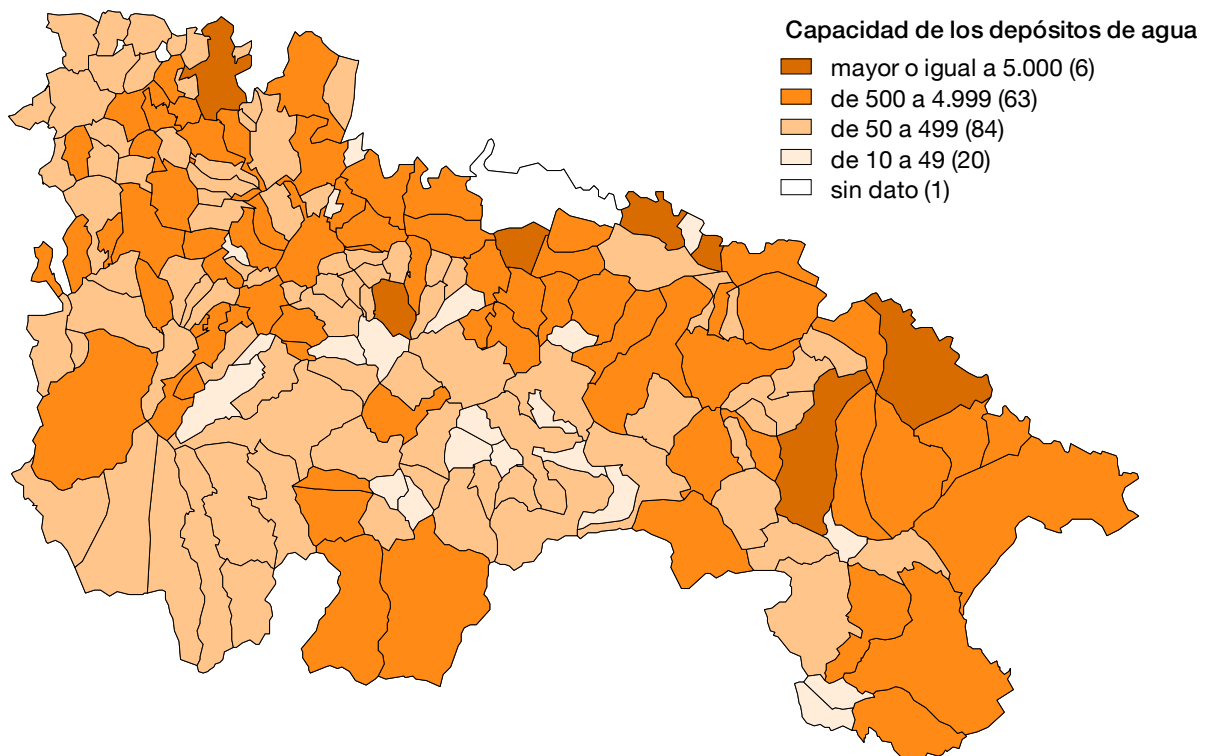 Capacidad de los depósitos de agua
mayor o igual a 5.000 (6)
de 500 a 4.999 (63)
de 50 a 499 (84)
de 10 a 49 (20)
sin dato (1)